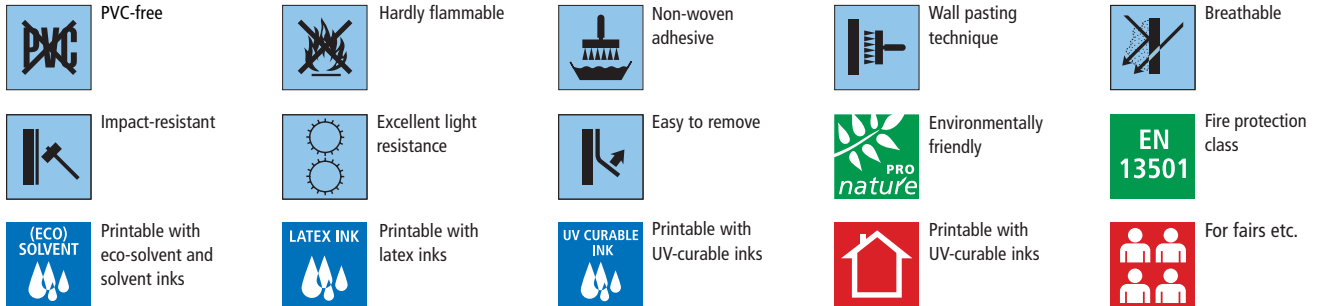 PVC
PVC-free
Hardly flammable
Non-woven
adhesive
Wall pasting
technique
Breathable
Impact-resistant
Excellent light
resistance
Easy to remove
PRO
nature
Environmentally
friendly
EN
13501
Fire protection
class
(ECO)
SOLVENT
Printable with
eco-solvent and
solvent inks
LATEX INK
Printable with
latex inks
UV CURABLE
INK
Printable with
UV-curable inks
Printable with
UV-curable inks
For fairs etc.